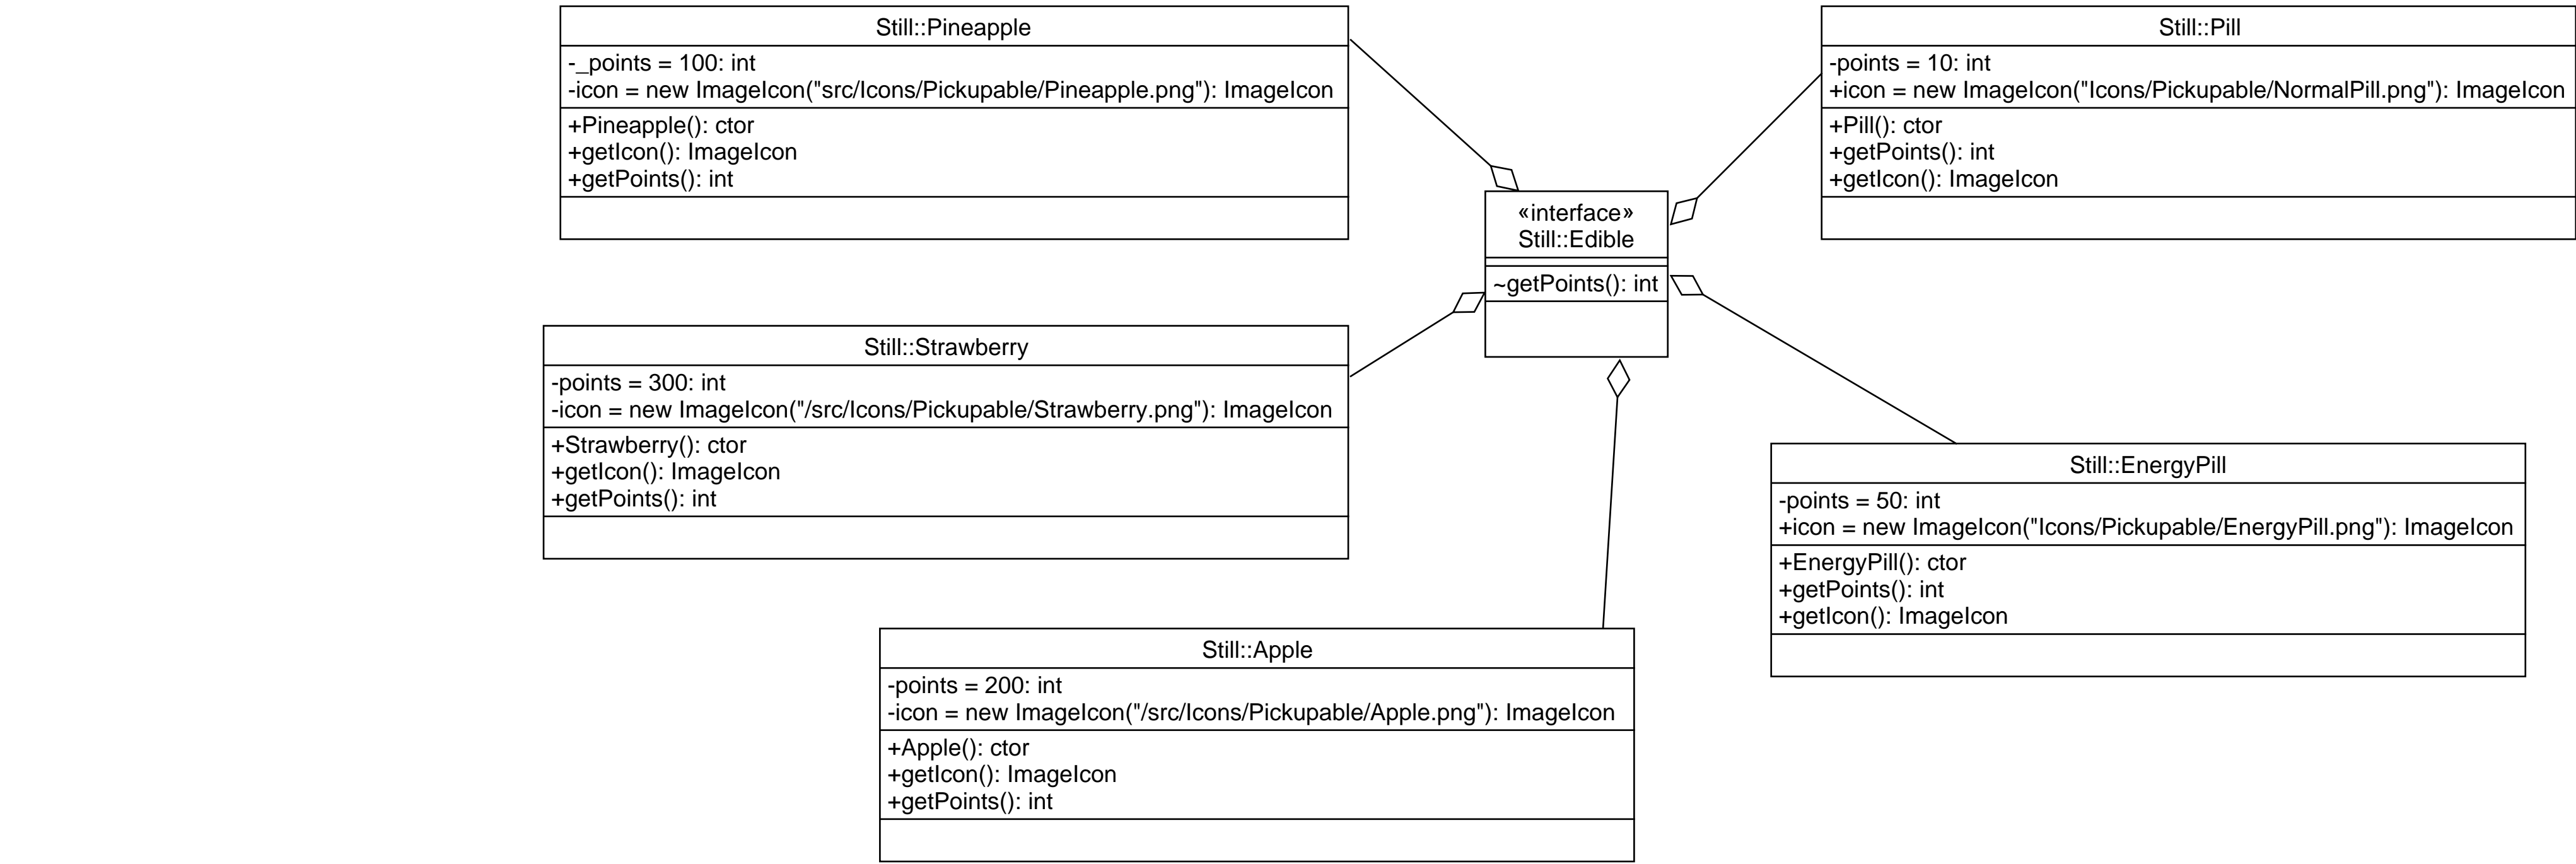 Still::Pineapple
-_points = 100: int
-icon = new ImageIcon("src/Icons/Pickupable/Pineapple.png"): ImageIcon
+Pineapple(): ctor
+getIcon(): ImageIcon
+getPoints(): int
Still::Pill
-points = 10: int
+icon = new ImageIcon("Icons/Pickupable/NormalPill.png"): ImageIcon
+Pill(): ctor
+getPoints(): int
+getIcon(): ImageIcon
«interface»
Still::Edible
~getPoints(): int
Still::Strawberry
-points = 300: int
-icon = new ImageIcon("/src/Icons/Pickupable/Strawberry.png"): ImageIcon
+Strawberry(): ctor
+getIcon(): ImageIcon
+getPoints(): int
Still::EnergyPill
-points = 50: int
+icon = new ImageIcon("Icons/Pickupable/EnergyPill.png"): ImageIcon
+EnergyPill(): ctor
+getPoints(): int
+getIcon(): ImageIcon
Still::Apple
-points = 200: int
-icon = new ImageIcon("/src/Icons/Pickupable/Apple.png"): ImageIcon
+Apple(): ctor
+getIcon(): ImageIcon
+getPoints(): int